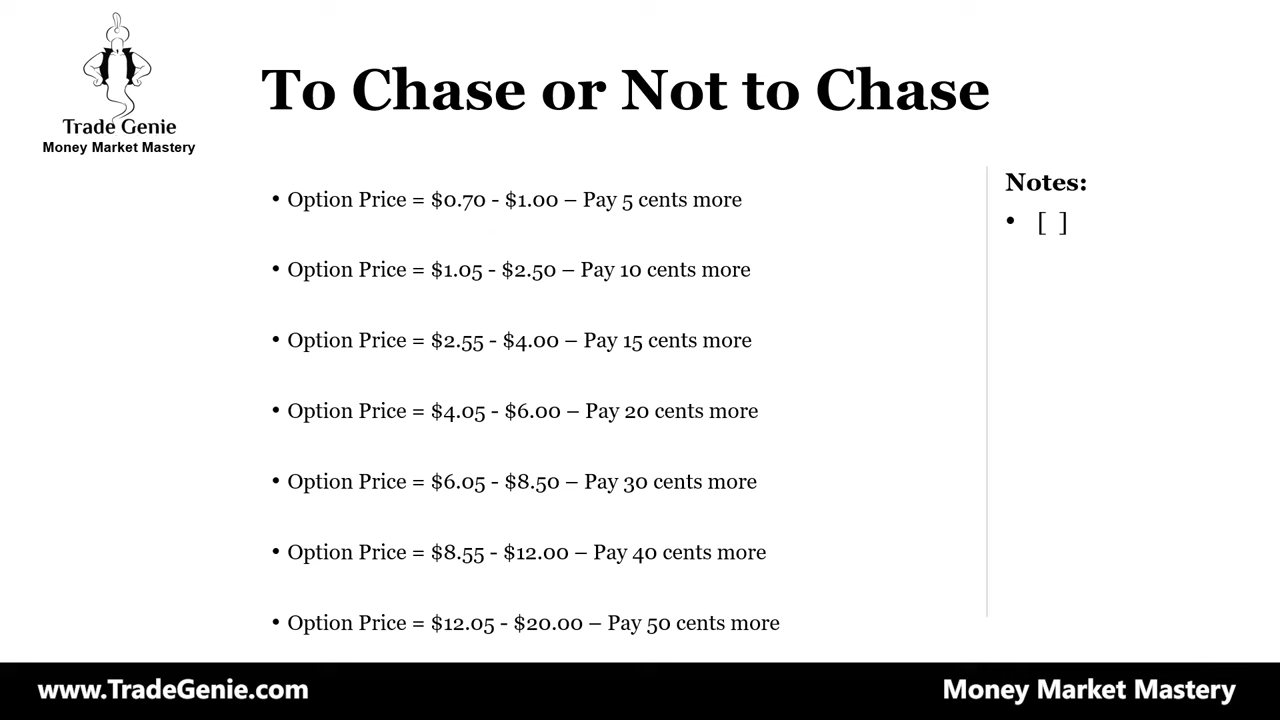 Trade Genie
Money Market Mastery
To Chase or Not to Chase
• Option Price = $0.70 - $1.00 – Pay 5 cents more
• Option Price = $1.05 - $2.50 – Pay 10 cents more
• Option Price = $2.55 - $4.00 – Pay 15 cents more
• Option Price = $4.05 - $6.00 – Pay 20 cents more
• Option Price = $6.05 - $8.50 – Pay 30 cents more
• Option Price = $8.55 - $12.00 – Pay 40 cents more
• Option Price = $12.05 - $20.00 – Pay 50 cents more
Notes:
• [ ]
www.TradeGenie.com
Money Market Mastery